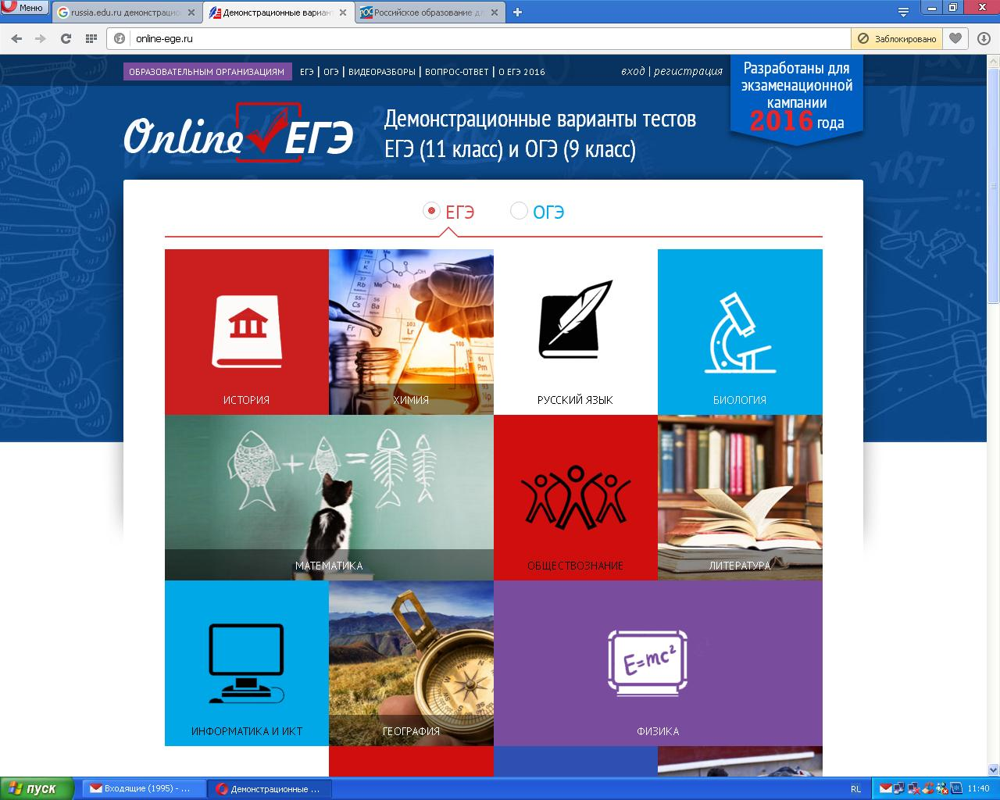 Меню
russia.edu.ru демонстрацио
Демонстрационные вариант
Российское образование дл
online-ege.ru
Заблокировано
ОБРАЗОВАТЕЛЬНЫМ ОРГАНИЗАЦИЯМ
ЕГЭ | ОГЭ | ВИДЕОРАЗБОРЫ | ВОПРОС-ОТВЕТ | О ЕГЭ 2016
вход | регистрация
Разработаны для
экзаменационной
кампании
2016 года
Online ЕГЭ
Демонстрационные варианты тестов
ЕГЭ (11 класс) и ОГЭ (9 класс)
ЕГЭ
ОГЭ
ИСТОРИЯ
ХИМИЯ
РУССКИЙ ЯЗЫК
БИОЛОГИЯ
МАТЕМАТИКА
ОБЩЕСТВОЗНАНИЕ
ЛИТЕРАТУРА
E=mc²
ИНФОРМАТИКА И ИКТ
ГЕОГРАФИЯ
ФИЗИКА
пуск
Входящие (1995) - ...
Демонстрационные ...
RL
11:40